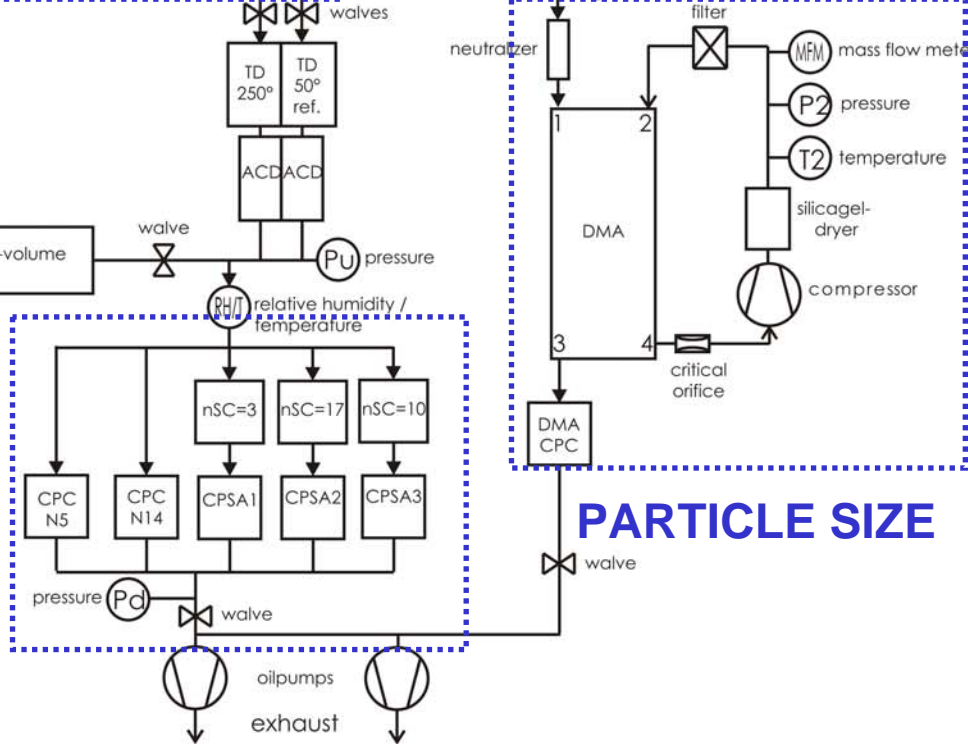 walves
TD
250°
TD
50°
ref.
ACD
ACD
walve
-volume
Pu
pressure
RH/T
relative humidity /
temperature
nSC=3
nSC=17
nSC=10
CPC
N5
CPC
N14
CPSA1
CPSA2
CPSA3
pressure
Pd
walve
oilpumps
exhaust
neutralizer
filter
MFM
mass flow mete
P2
pressure
T2
temperature
1
2
DMA
silicagel-
dryer
compressor
3
4
critical
orifice
DMA
CPC
PARTICLE SIZE
walve